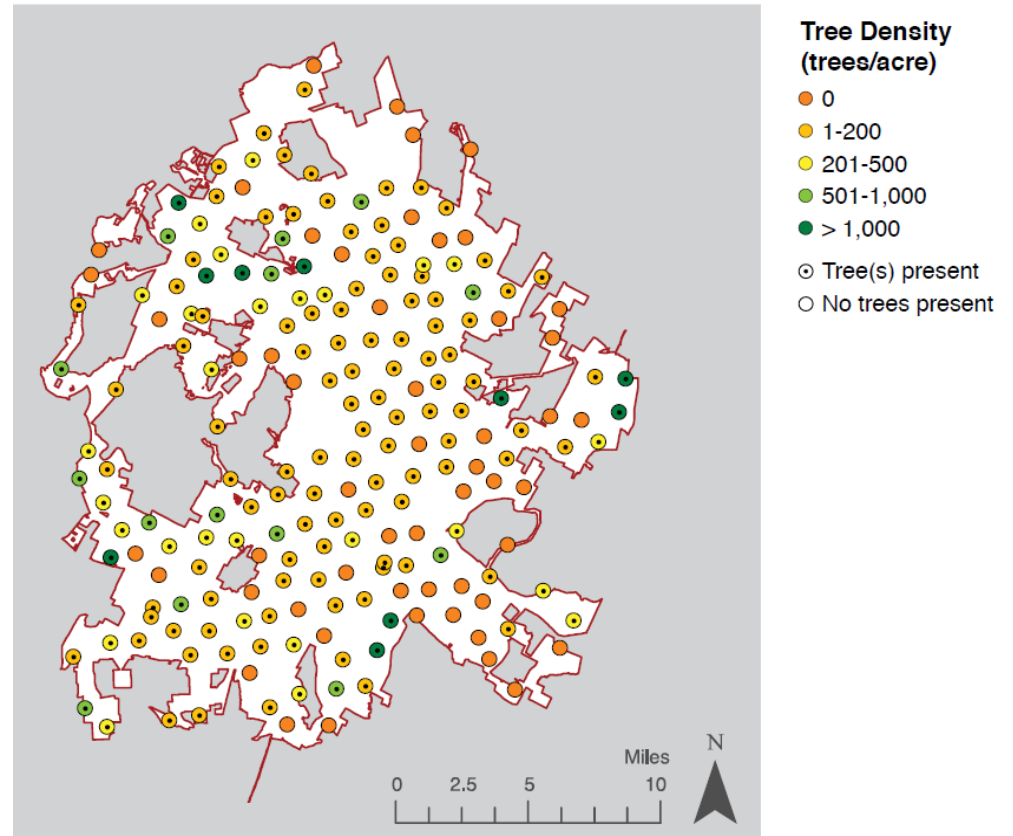 Tree Density
(trees/acre)
0
1-200
201-500
501-1,000
> 1,000
Tree(s) present
No trees present
Miles
0 2.5 5 10
N